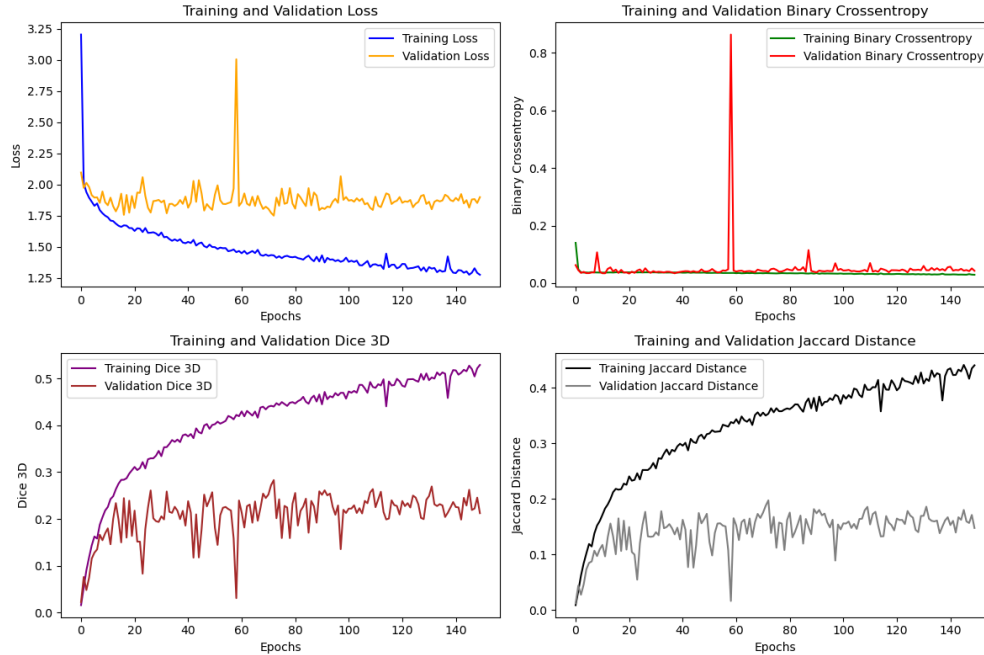 Training and Validation Loss
3.25
3.00
2.75
2.50
2.25
2.00
1.75
1.50
1.25
Loss
Training Loss
Validation Loss
0 20 40 60 80 100 120 140
Epochs
Training and Validation Binary Crossentropy
0.8
0.6
0.4
0.2
0.0
Binary Crossentropy
Training Binary Crossentropy
Validation Binary Crossentropy
0 20 40 60 80 100 120 140
Epochs
Training and Validation Dice 3D
0.5
0.4
0.3
0.2
0.1
0.0
Dice 3D
Training Dice 3D
Validation Dice 3D
0 20 40 60 80 100 120 140
Epochs
Training and Validation Jaccard Distance
0.4
0.3
0.2
0.1
0.0
Jaccard Distance
Training Jaccard Distance
Validation Jaccard Distance
0 20 40 60 80 100 120 140
Epochs